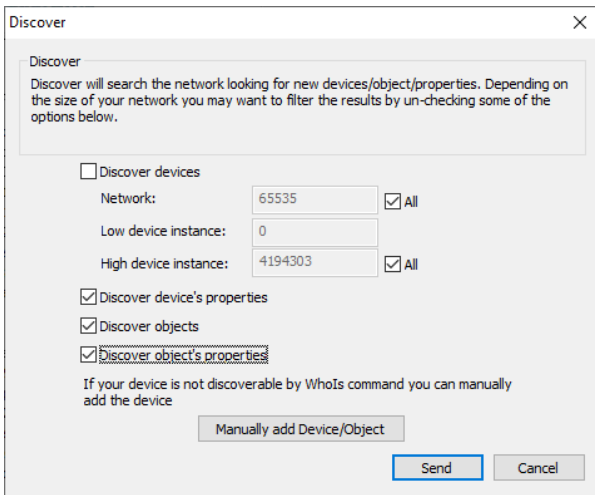 Discover
Discover
Discover will search the network looking for new devices/object/properties. Depending on
the size of your network you may want to filter the results by un-checking some of the
options below.
Discover devices
Network: 65535 All
Low device instance: 0
High device instance: 4194303 All
Discover device's properties
Discover objects
Discover object's properties
If your device is not discoverable by WhoIs command you can manually
add the device
Manually add Device/Object
Send Cancel